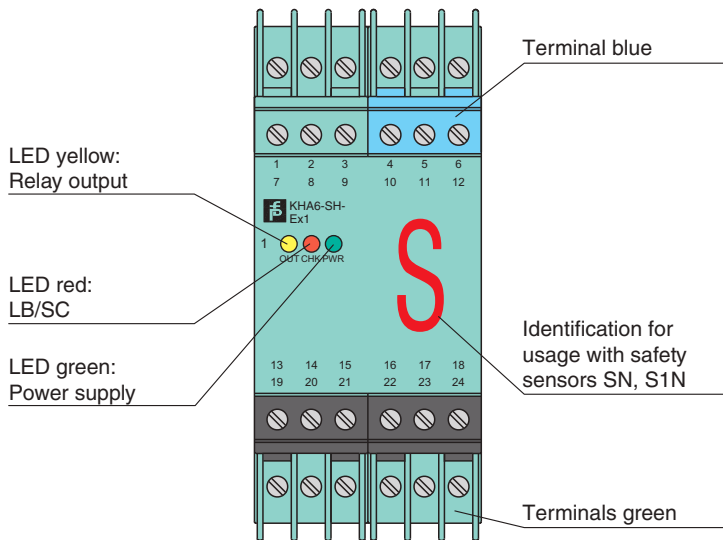 Terminal blue
LED yellow:
Relay output
1 2 3 4 5 6
7 8 9 10 11 12
KHA6-SH-
Ex1
1
OUT CHK PWR
S
LED red:
LB/SC
Identification for
usage with safety
sensors SN, S1N
LED green:
Power supply
13 14 15 16 17 18
19 20 21 22 23 24
Terminals green